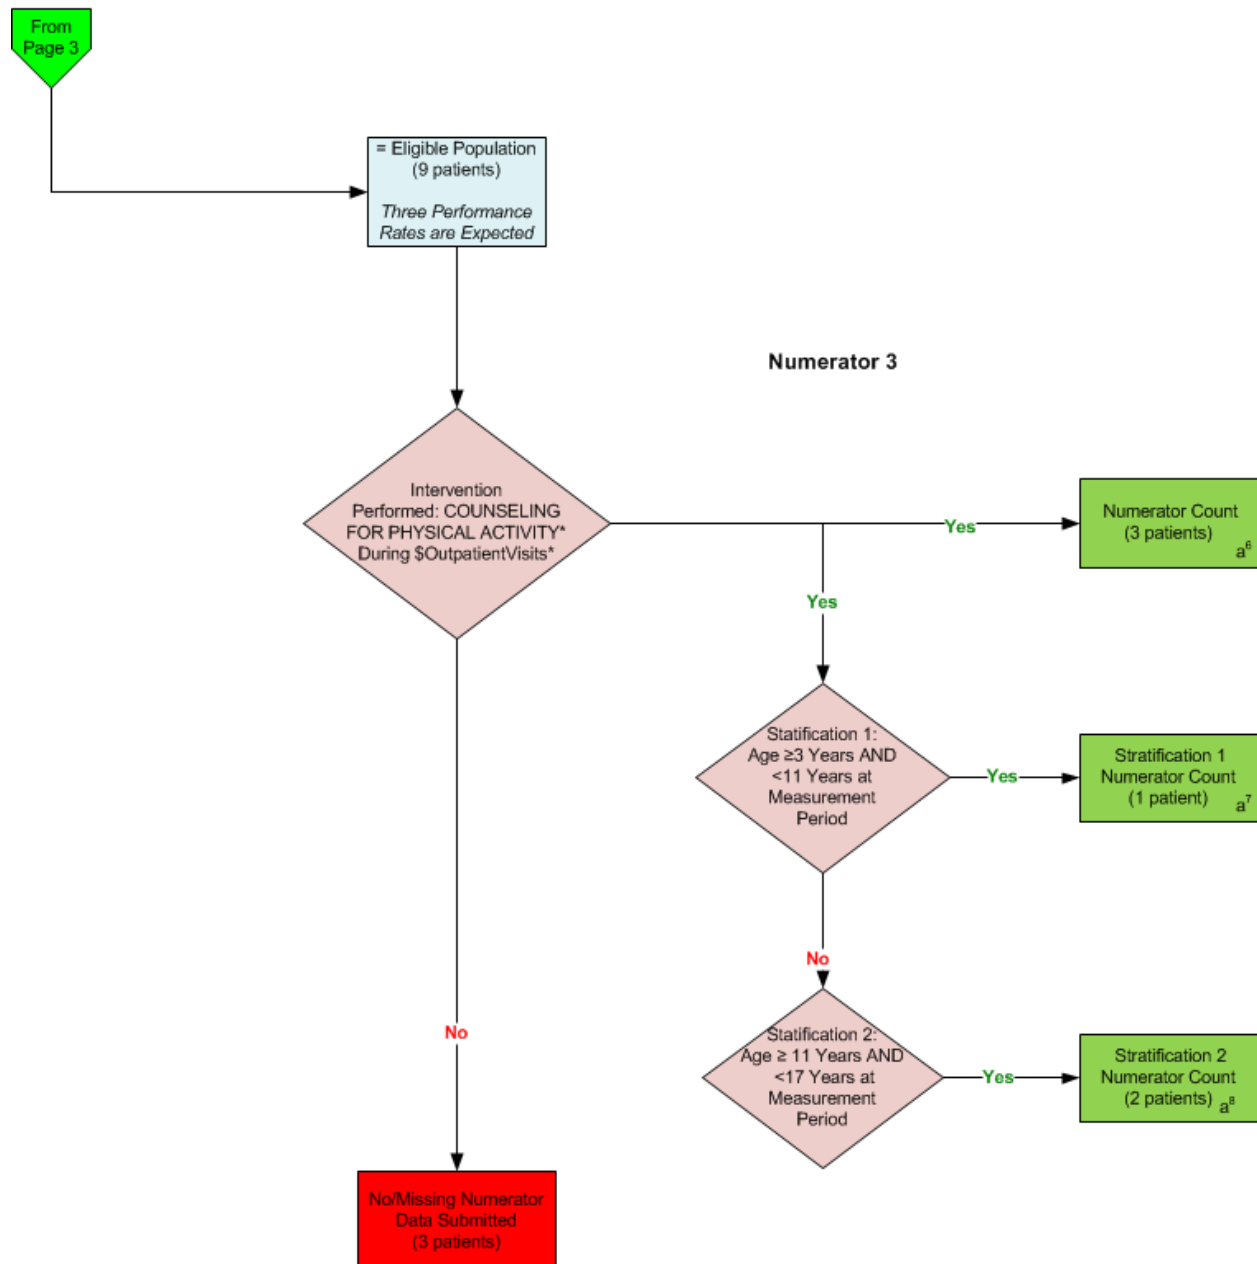 From
Page 3
= Eligible Population
(9 patients)
Three Performance
Rates are Expected
Numerator 3
Intervention
Performed: COUNSELING
FOR PHYSICAL ACTIVITY*
During $OutpatientVisits*
Yes
Numerator Count
(3 patients)
a⁶
Yes
Statification 1:
Age ≥3 Years AND
<11 Years at
Measurement
Period
Yes
Stratification 1
Numerator Count
(1 patient)
a⁷
No
No
Statification 2:
Age ≥ 11 Years AND
<17 Years at
Measurement
Period
Yes
Stratification 2
Numerator Count
(2 patients)
a⁸
No/Missing Numerator
Data Submitted
(3 patients)